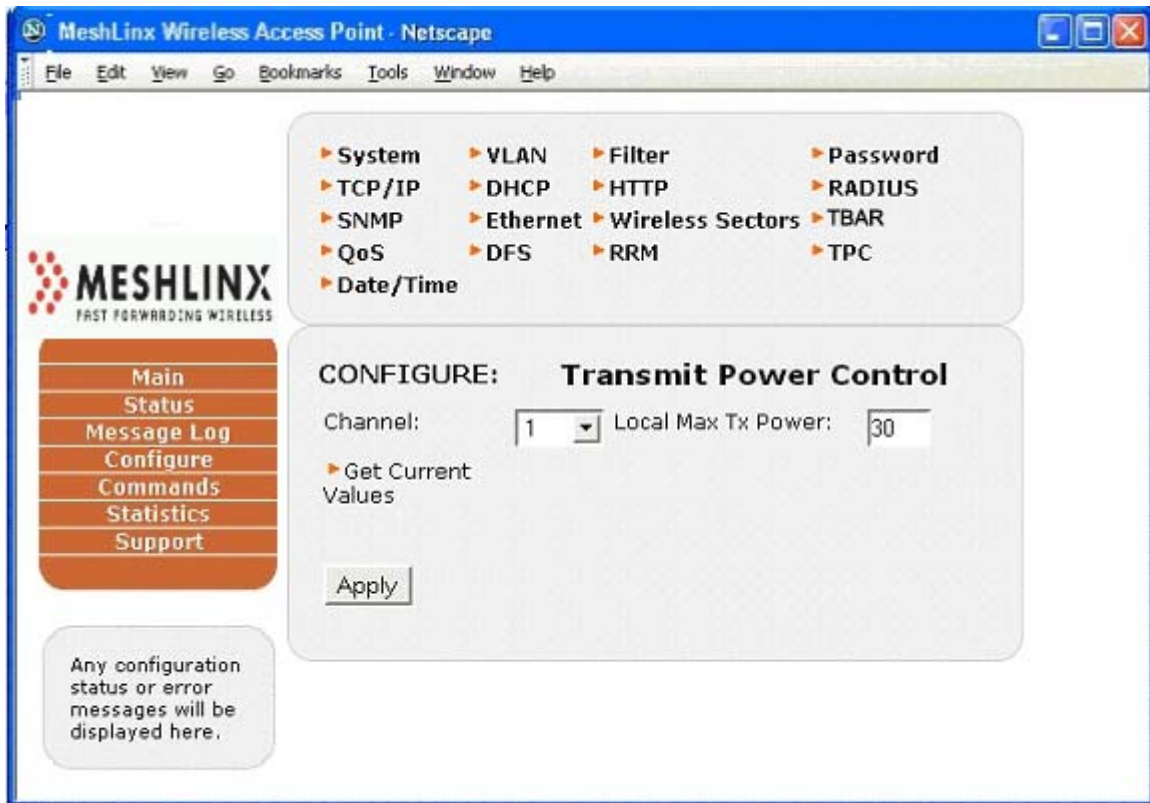 MeshLinx Wireless Access Point - Netscape
File Edit View Go Bookmarks Tools Window Help
System VLAN Filter Password
TCP/IP DHCP HTTP RADIUS
SNMP Ethernet Wireless Sectors TBAR
QoS DFS RRM TPC
Date/Time
MESHLINX
FAST FORWARDING WIRELESS
Main
Status
Message Log
Configure
Commands
Statistics
Support
CONFIGURE: Transmit Power Control
Channel: 1 Local Max Tx Power: 30
Get Current
Values
Apply
Any configuration
status or error
messages will be
displayed here.